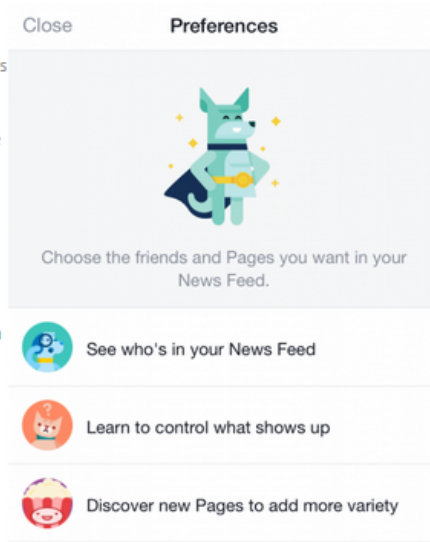 Close
Preferences
Choose the friends and Pages you want in your
News Feed.
See who's in your News Feed
?
Learn to control what shows up
Discover new Pages to add more variety